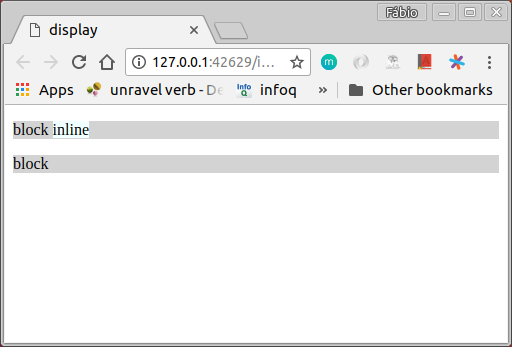 Fábio
display
127.0.0.1:42629/i...
Apps unravel verb - De infoq » Other bookmarks
block inline
block